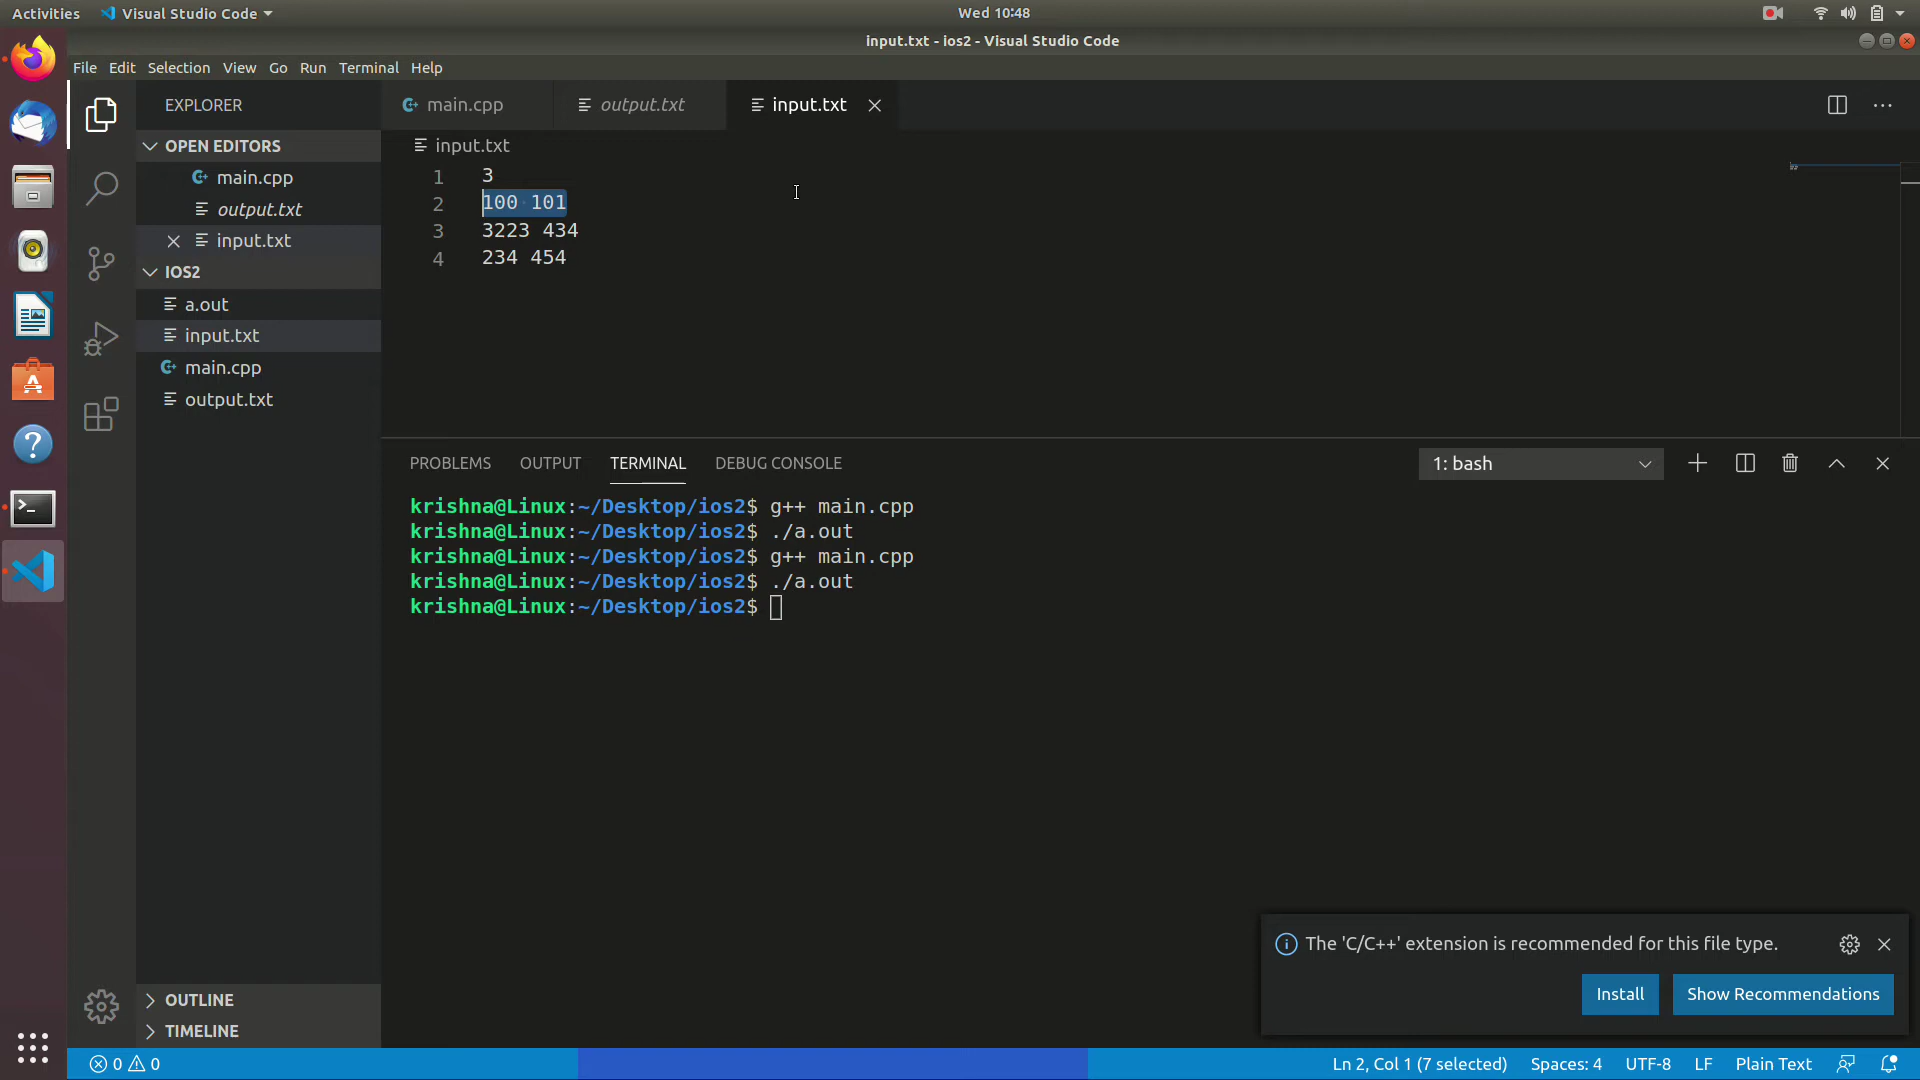 Activities Visual Studio Code Wed 10:48
input.txt - ios2 - Visual Studio Code
File Edit Selection View Go Run Terminal Help
EXPLORER
OPEN EDITORS
main.cpp
output.txt
input.txt
IOS2
a.out
input.txt
main.cpp
output.txt
OUTLINE
TIMELINE
main.cpp output.txt input.txt
input.txt
1 3
2 100 101
3 3223 434
4 234 454
PROBLEMS OUTPUT TERMINAL DEBUG CONSOLE 1: bash
krishna@Linux:~/Desktop/ios2$ g++ main.cpp
krishna@Linux:~/Desktop/ios2$ ./a.out
krishna@Linux:~/Desktop/ios2$ g++ main.cpp
krishna@Linux:~/Desktop/ios2$ ./a.out
krishna@Linux:~/Desktop/ios2$
The 'C/C++' extension is recommended for this file type.
Install Show Recommendations
0 0 Ln 2, Col 1 (7 selected) Spaces: 4 UTF-8 LF Plain Text